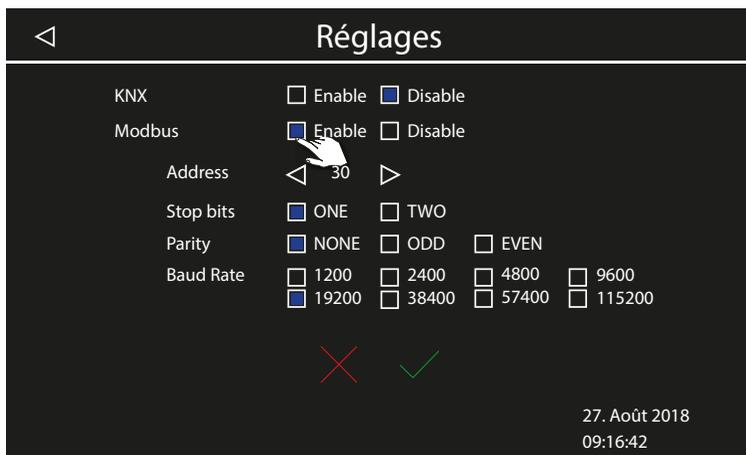 Réglages
KNX Enable Disable
Modbus Enable Disable
Address 30
Stop bits ONE TWO
Parity NONE ODD EVEN
Baud Rate 1200 2400 4800 9600
19200 38400 57400 115200
27. Août 2018
09:16:42